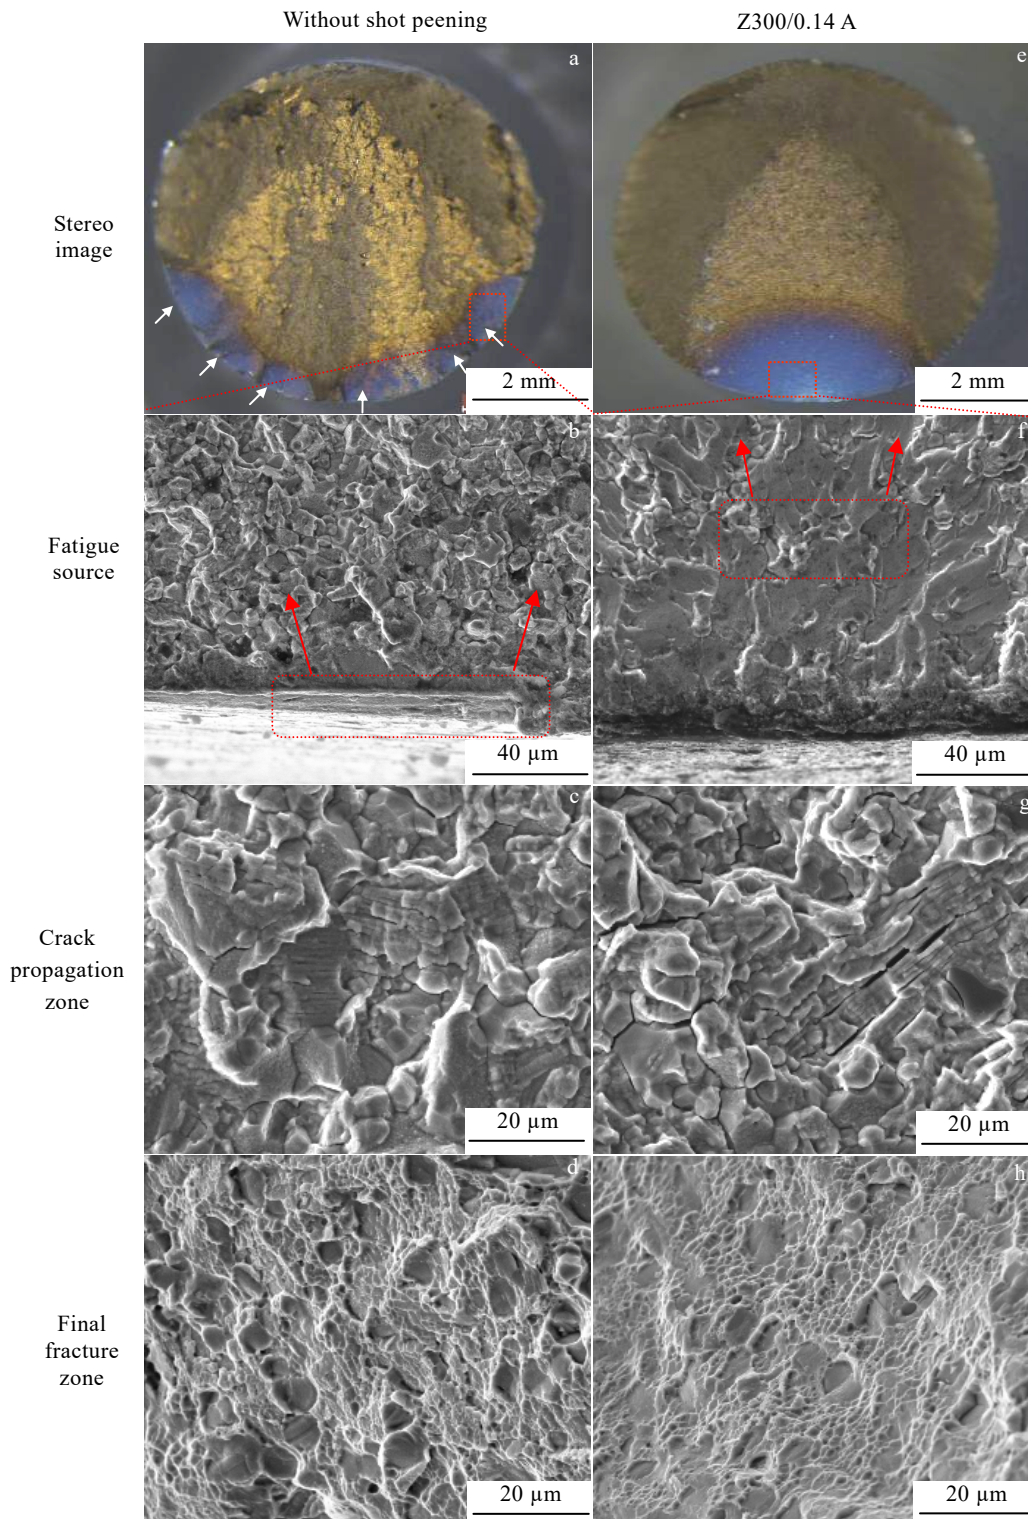 Without shot peening
Z300/0.14 A
Stereo
image
a
2 mm
e
2 mm
Fatigue
source
b
40 µm
f
40 µm
Crack
propagation
zone
c
20 µm
g
20 µm
Final
fracture
zone
d
20 µm
h
20 µm